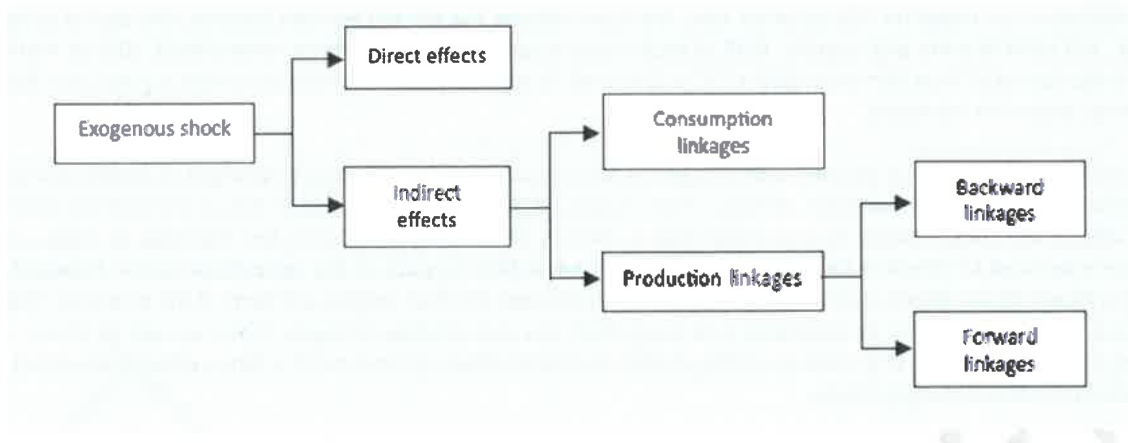 Direct effects
Exogenous shock
Consumption
linkages
Indirect
effects
Backward
linkages
Production linkages
Forward
linkages